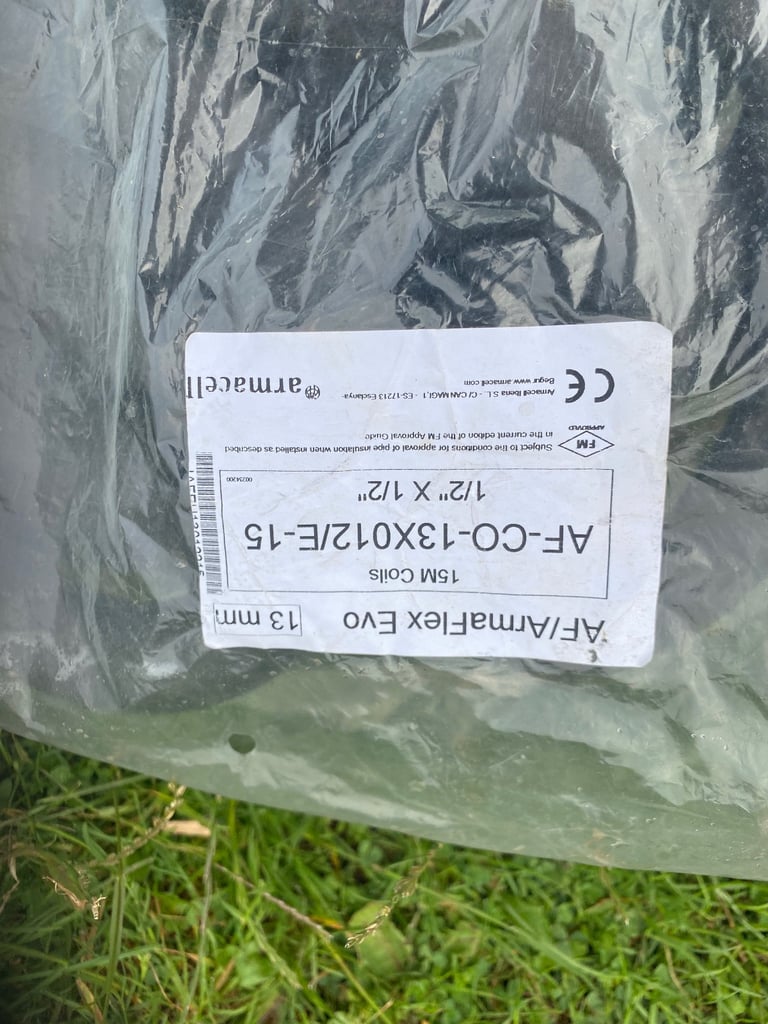 AF/ArmaFlex Evo
13 mm
15M Coils
AF-CO-13X012/E-15
1/2" X 1/2"
00234200
Subject to the conditions for approval of pipe insulation when installed as described
in the current edition of the FM Approval Guide
FM
APPROVED
CE
Armacell Iberia S.L. - C/ CAN MAGI,1 - ES-17213 Esclanya-
Begur www.armacell.com
armacell